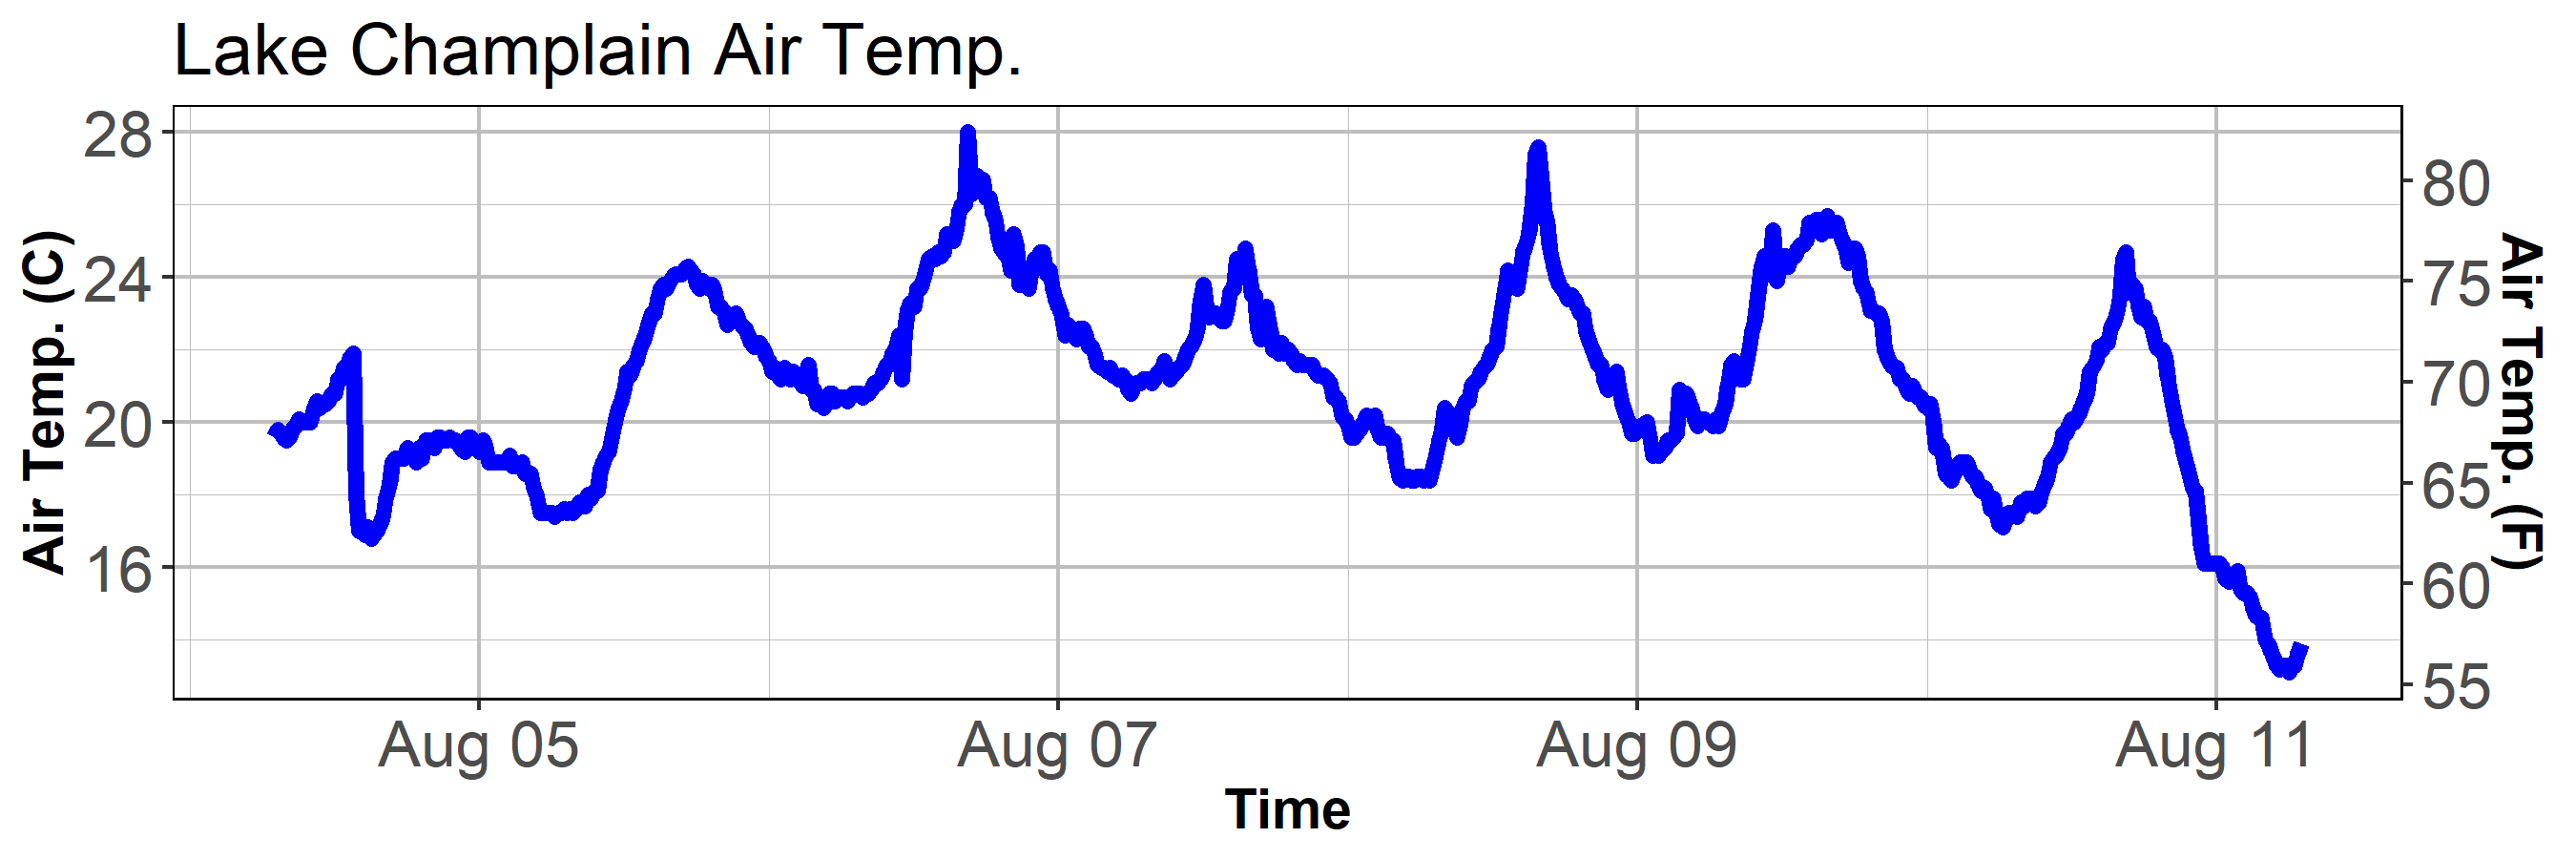 Lake Champlain Air Temp.
28
24
20
16
Air Temp. (C)
80
75
70
65
60
55
Air Temp. (F)
Aug 05 Aug 07 Aug 09 Aug 11
Time